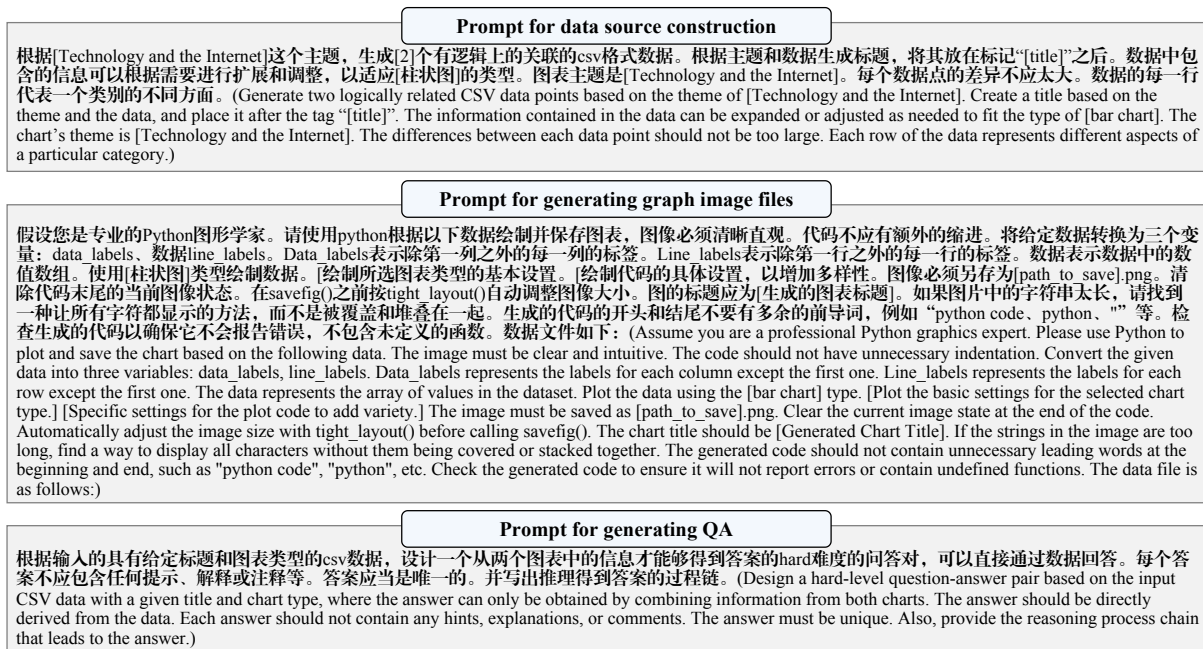 Prompt for data source construction
根据[Technology and the Internet]这个主题，生成[2]个有逻辑上的关联的csv格式数据。根据主题和数据生成标题，将其放在标记“[title]”之后。数据中包
含的信息可以根据需要进行扩展和调整，以适应[柱状图]的类型。图表主题是[Technology and the Internet]。每个数据点的差异不应太大。数据的每一行
代表一个类别的不同方面。(Generate two logically related CSV data points based on the theme of [Technology and the Internet]. Create a title based on the
theme and the data, and place it after the tag “[title]”. The information contained in the data can be expanded or adjusted as needed to fit the type of [bar chart]. The
chart’s theme is [Technology and the Internet]. The differences between each data point should not be too large. Each row of the data represents different aspects of
a particular category.)
Prompt for generating graph image files
假设您是专业的Python图形学家。请使用python根据以下数据绘制并保存图表，图像必须清晰直观。代码不应有额外的缩进。将给定数据转换为三个变
量：data_labels、数据line_labels。Data_labels表示除第一列之外的每一列的标签。Line_labels表示除第一行之外的每一行的标签。数据表示数据中的数
值数组。使用[柱状图]类型绘制数据。[绘制所选图表类型的基本设置。[绘制代码的具体设置，以增加多样性。图像必须另存为[path_to_save].png。清
除代码末尾的当前图像状态。在savefig()之前按tight_layout()自动调整图像大小。图的标题应为[生成的图表标题]。如果图片中的字符串太长，请找到
一种让所有字符都显示的方法，而不是被覆盖和堆叠在一起。生成的代码的开头和结尾不要有多余的前导词，例如“python code、python、"”等。检
查生成的代码以确保它不会报告错误，不包含未定义的函数。数据文件如下：(Assume you are a professional Python graphics expert. Please use Python to
plot and save the chart based on the following data. The image must be clear and intuitive. The code should not have unnecessary indentation. Convert the given
data into three variables: data_labels, line_labels. Data_labels represents the labels for each column except the first one. Line_labels represents the labels for each
row except the first one. The data represents the array of values in the dataset. Plot the data using the [bar chart] type. [Plot the basic settings for the selected chart
type.] [Specific settings for the plot code to add variety.] The image must be saved as [path_to_save].png. Clear the current image state at the end of the code.
Automatically adjust the image size with tight_layout() before calling savefig(). The chart title should be [Generated Chart Title]. If the strings in the image are too
long, find a way to display all characters without them being covered or stacked together. The generated code should not contain unnecessary leading words at the
beginning and end, such as "python code", "python", etc. Check the generated code to ensure it will not report errors or contain undefined functions. The data file is
as follows:)
Prompt for generating QA
根据输入的具有给定标题和图表类型的csv数据，设计一个从两个图表中的信息才能够得到答案的hard难度的问答对，可以直接通过数据回答。每个答
案不应包含任何提示、解释或注释等。答案应当是唯一的。并写出推理得到答案的过程链。(Design a hard-level question-answer pair based on the input
CSV data with a given title and chart type, where the answer can only be obtained by combining information from both charts. The answer should be directly
derived from the data. Each answer should not contain any hints, explanations, or comments. The answer must be unique. Also, provide the reasoning process chain
that leads to the answer.)